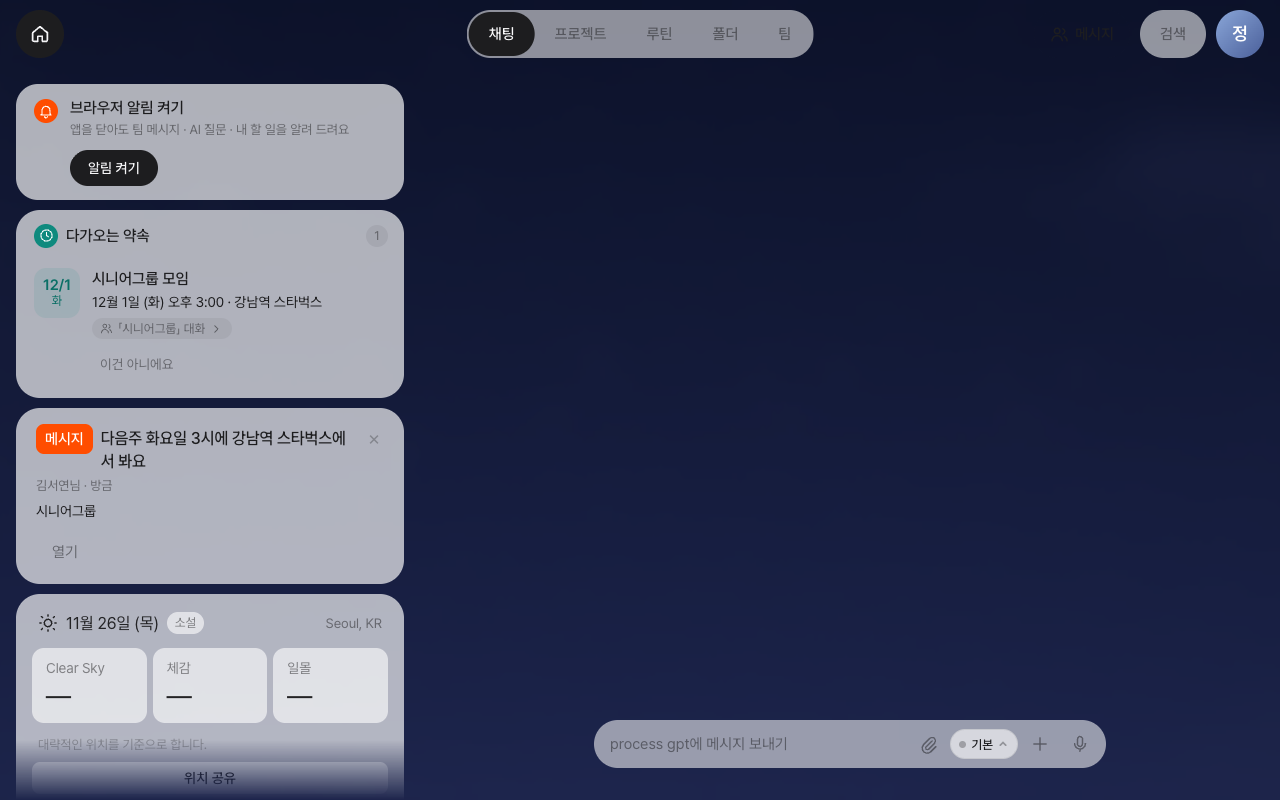 채팅
프로젝트
루틴
폴더
팀
메시지
검색
정
브라우저 알림 켜기
앱을 닫아도 팀 메시지 · AI 질문 · 내 할 일을 알려 드려요
알림 켜기
다가오는 약속
1
12/1
화
시니어그룹 모임
12월 1일 (화) 오후 3:00 · 강남역 스타벅스
「시니어그룹」 대화
이건 아니에요
메시지
다음주 화요일 3시에 강남역 스타벅스에
서 봐요
김서연님 · 방금
시니어그룹
열기
11월 26일 (목)
소설
Seoul, KR
Clear Sky
체감
일몰
대략적인 위치를 기준으로 합니다.
위치 공유
process gpt에 메시지 보내기
기본